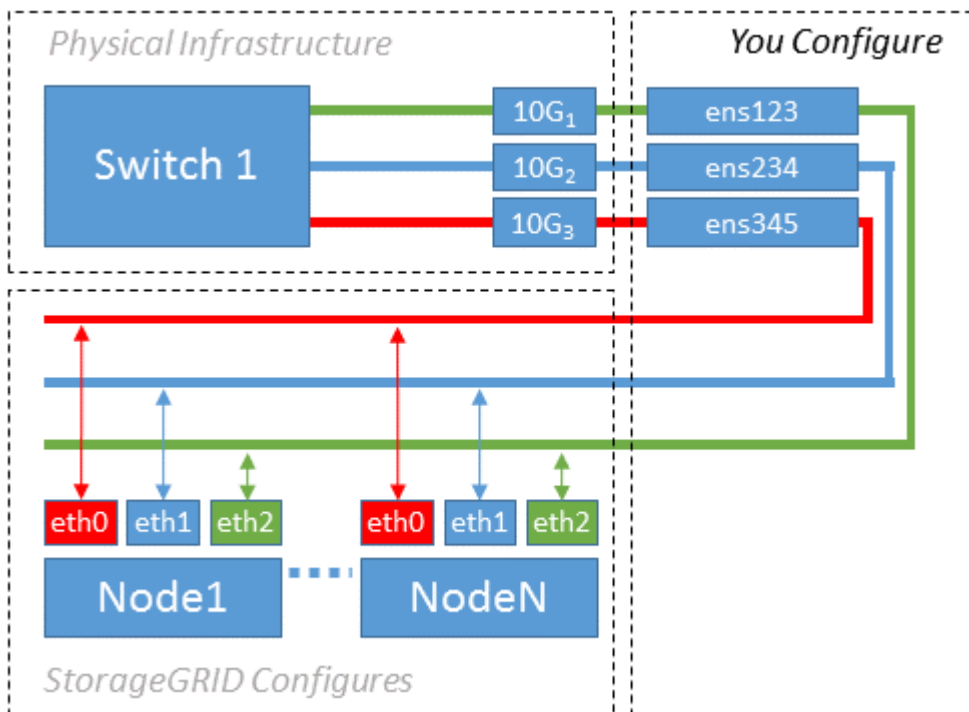 Physical Infrastructure
You Configure
Switch 1
10G₁
ens123
10G₂
ens234
10G₃
ens345
eth0 eth1 eth2
eth0 eth1 eth2
Node1
NodeN
StorageGRID Configures